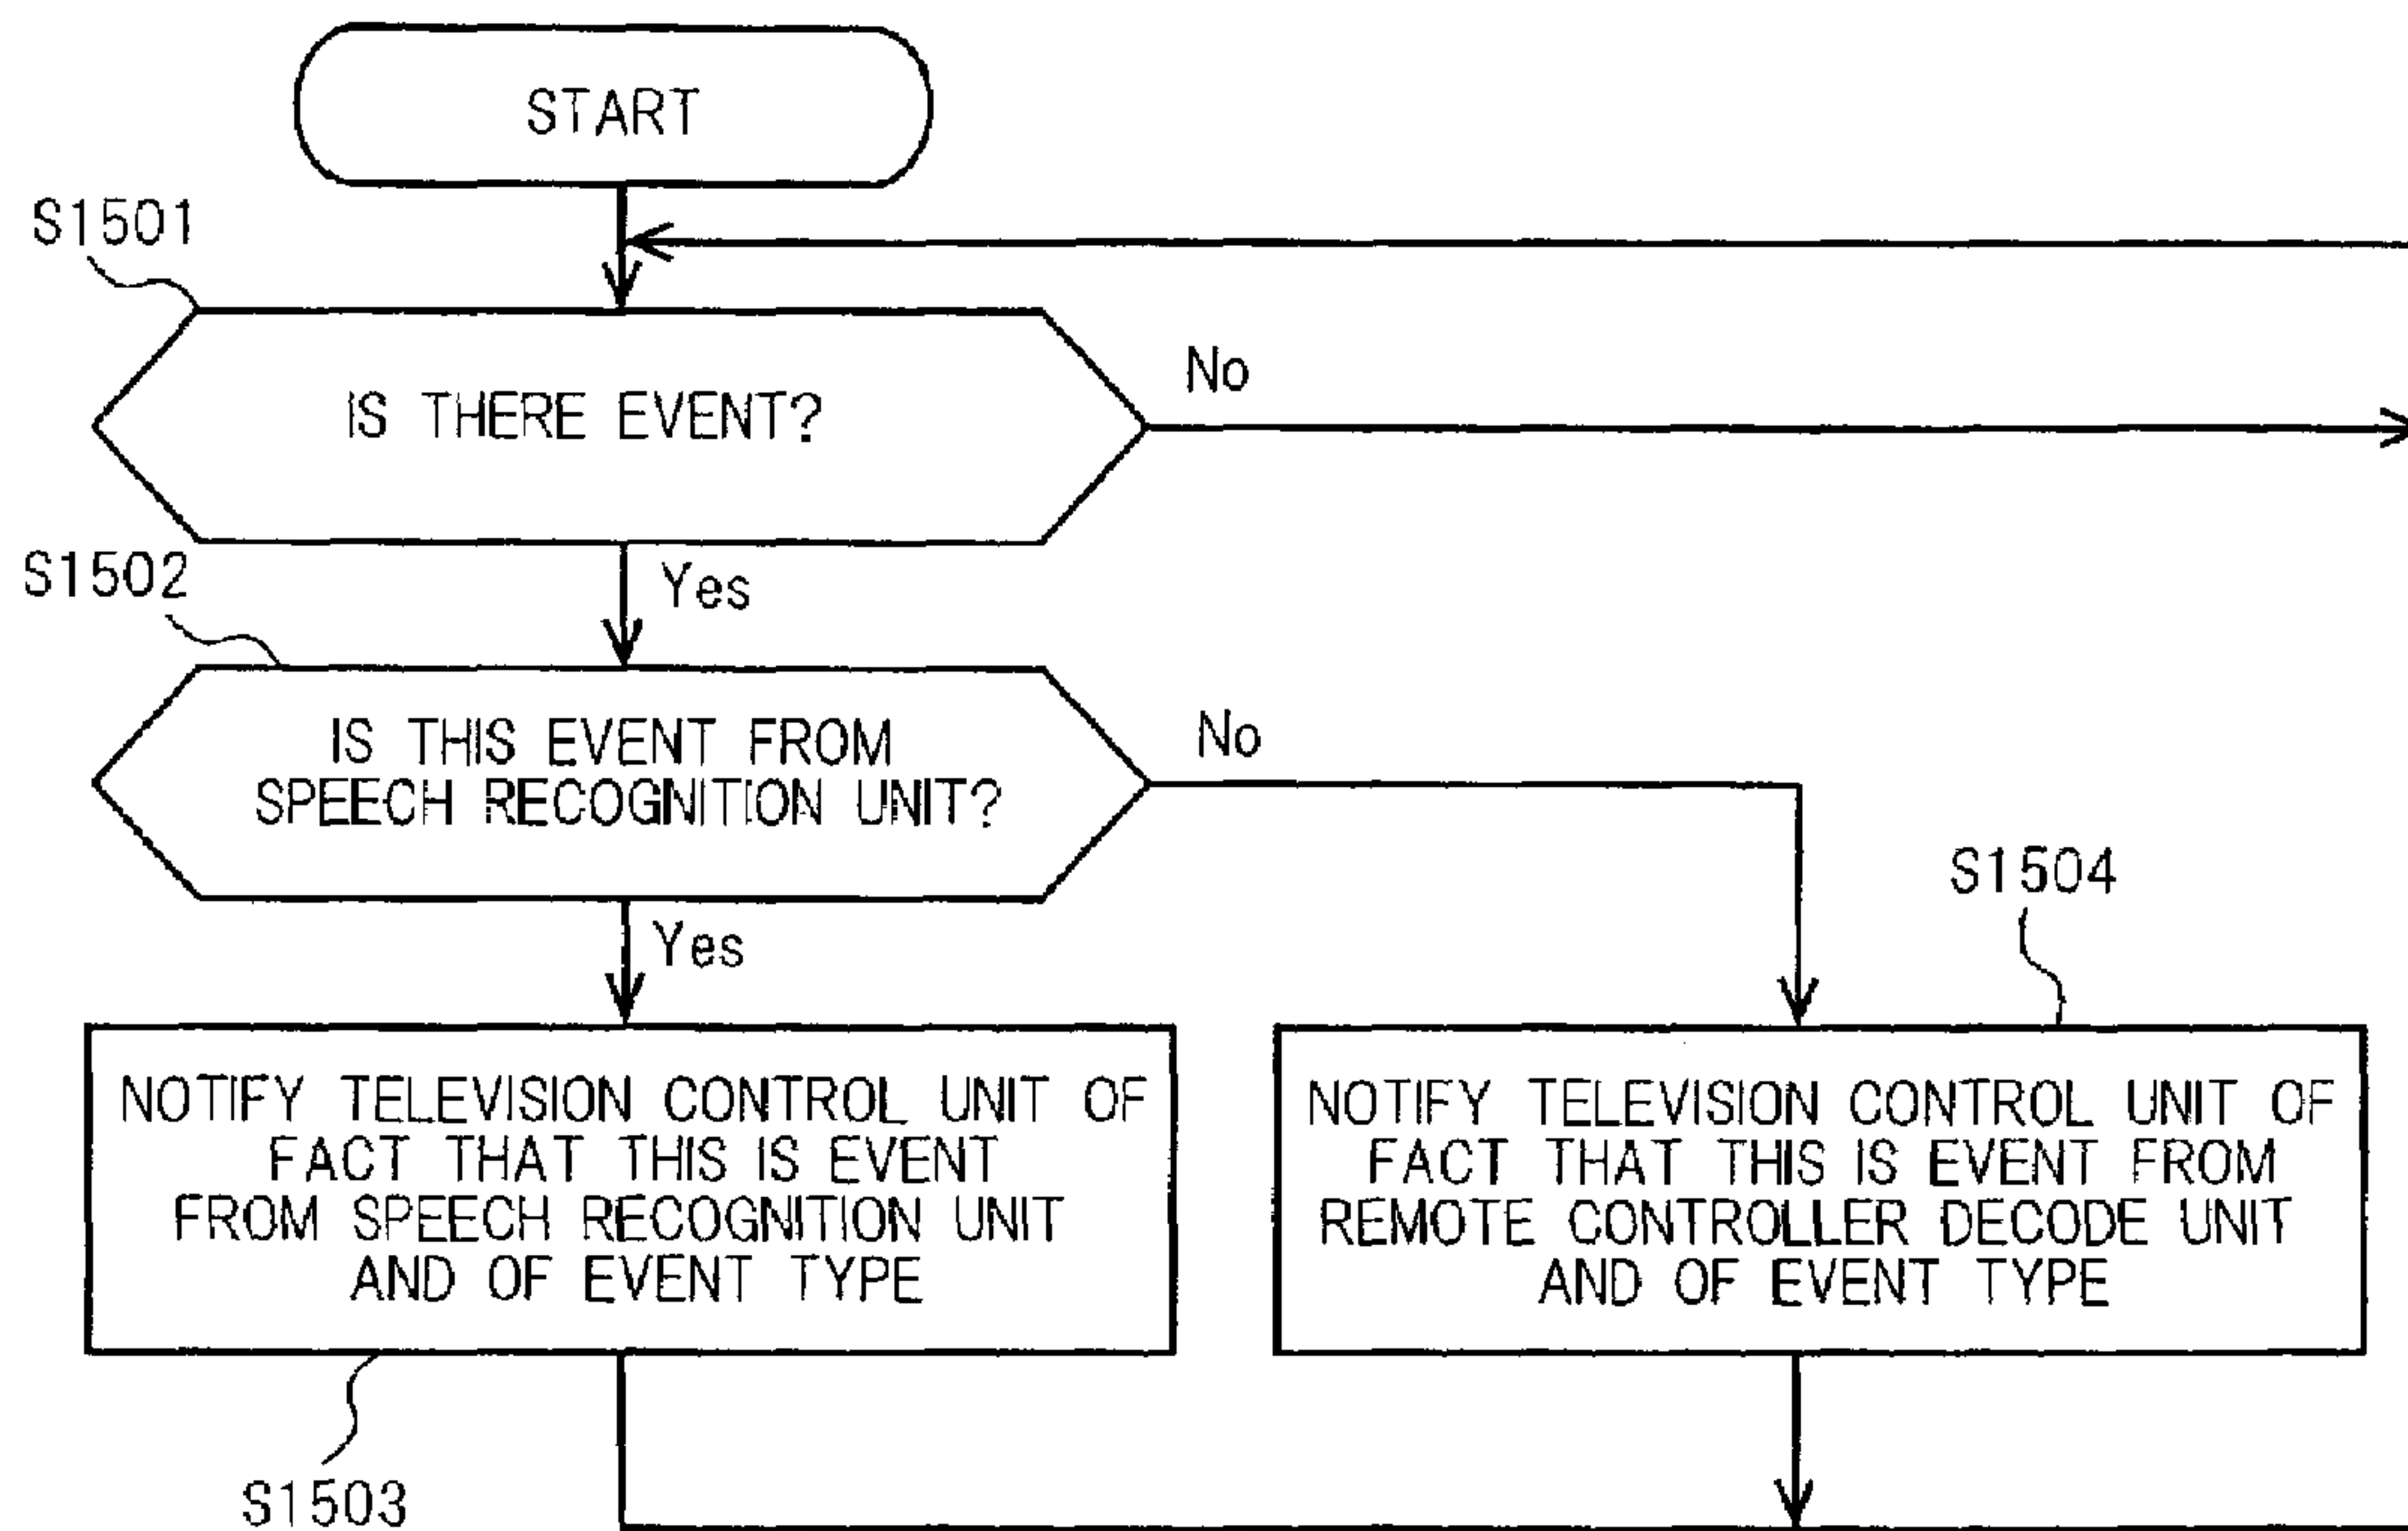 START
S1501
No
IS THERE EVENT?
S1502
Yes
IS THIS EVENT FROM
SPEECH RECOGNITION UNIT?
No
S1504
Yes
NOTIFY TELEVISION CONTROL UNIT OF
FACT THAT THIS IS EVENT
FROM SPEECH RECOGNITION UNIT
AND OF EVENT TYPE
NOTIFY TELEVISION CONTROL UNIT OF
FACT THAT THIS IS EVENT FROM
REMOTE CONTROLLER DECODE UNIT
AND OF EVENT TYPE
S1503